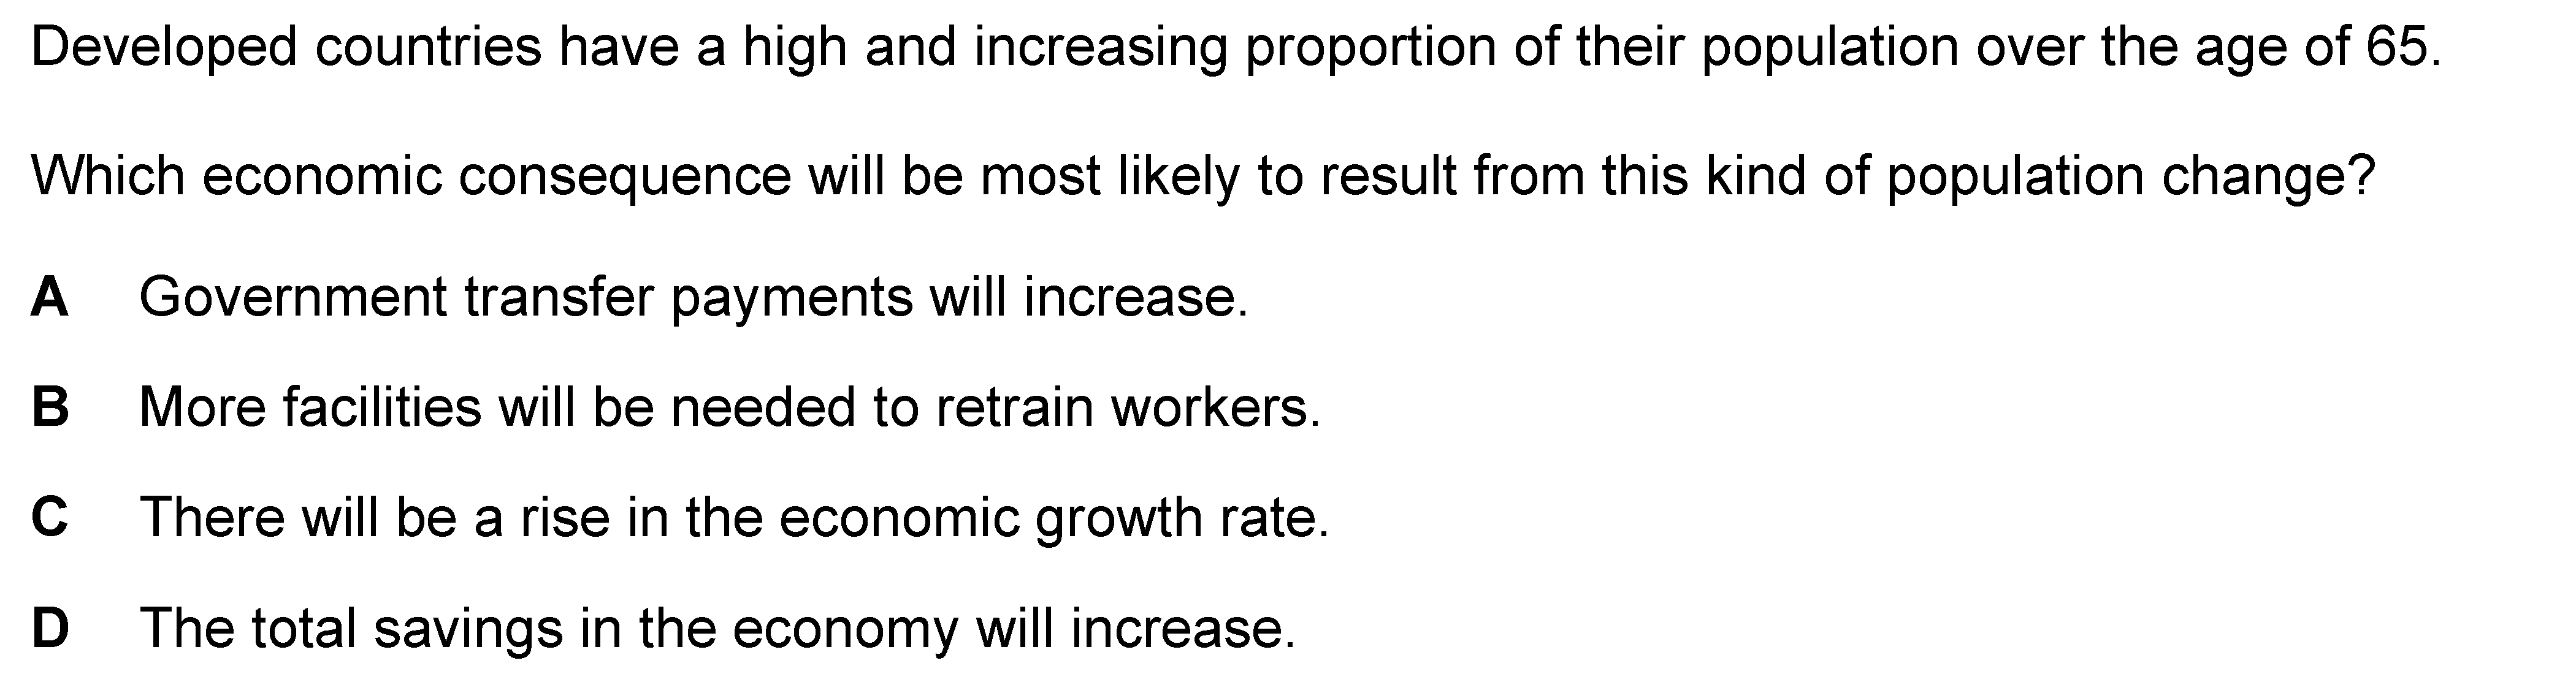 Developed countries have a high and increasing proportion of their population over the age of 65.
Which economic consequence will be most likely to result from this kind of population change?
A Government transfer payments will increase.
B More facilities will be needed to retrain workers.
C There will be a rise in the economic growth rate.
D The total savings in the economy will increase.